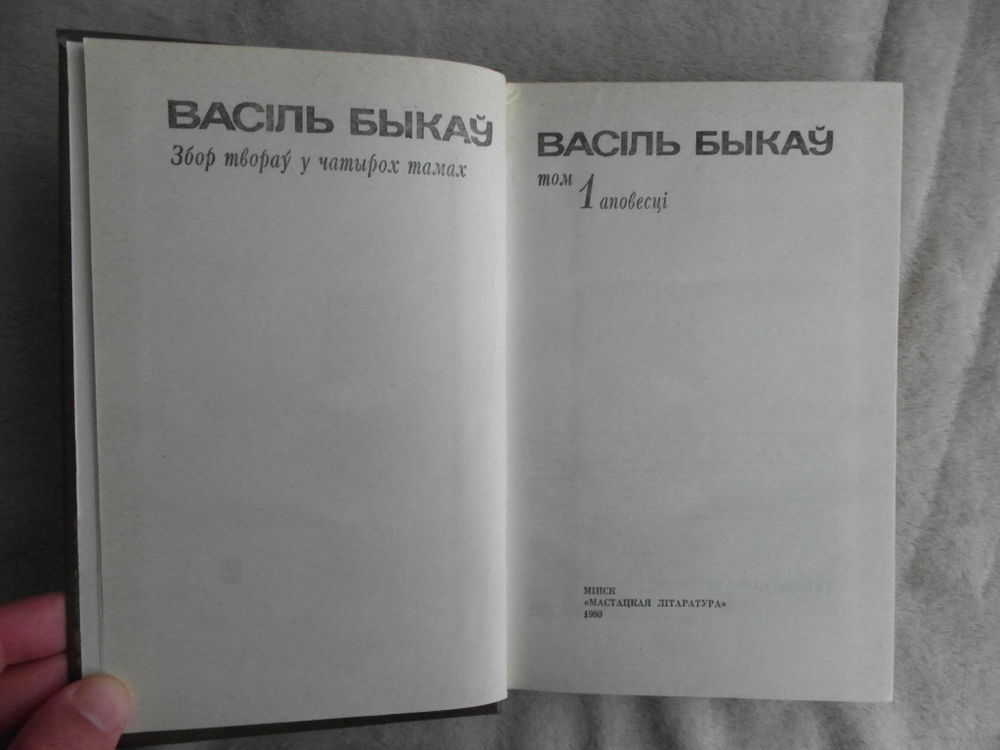 ВАСІЛЬ БЫКАЎ
Збор твораў у чатырох тамах
ВАСІЛЬ БЫКАЎ
том 1 аповесці
МІНСК
«МАСТАЦКАЯ ЛІТАРАТУРА»
1980